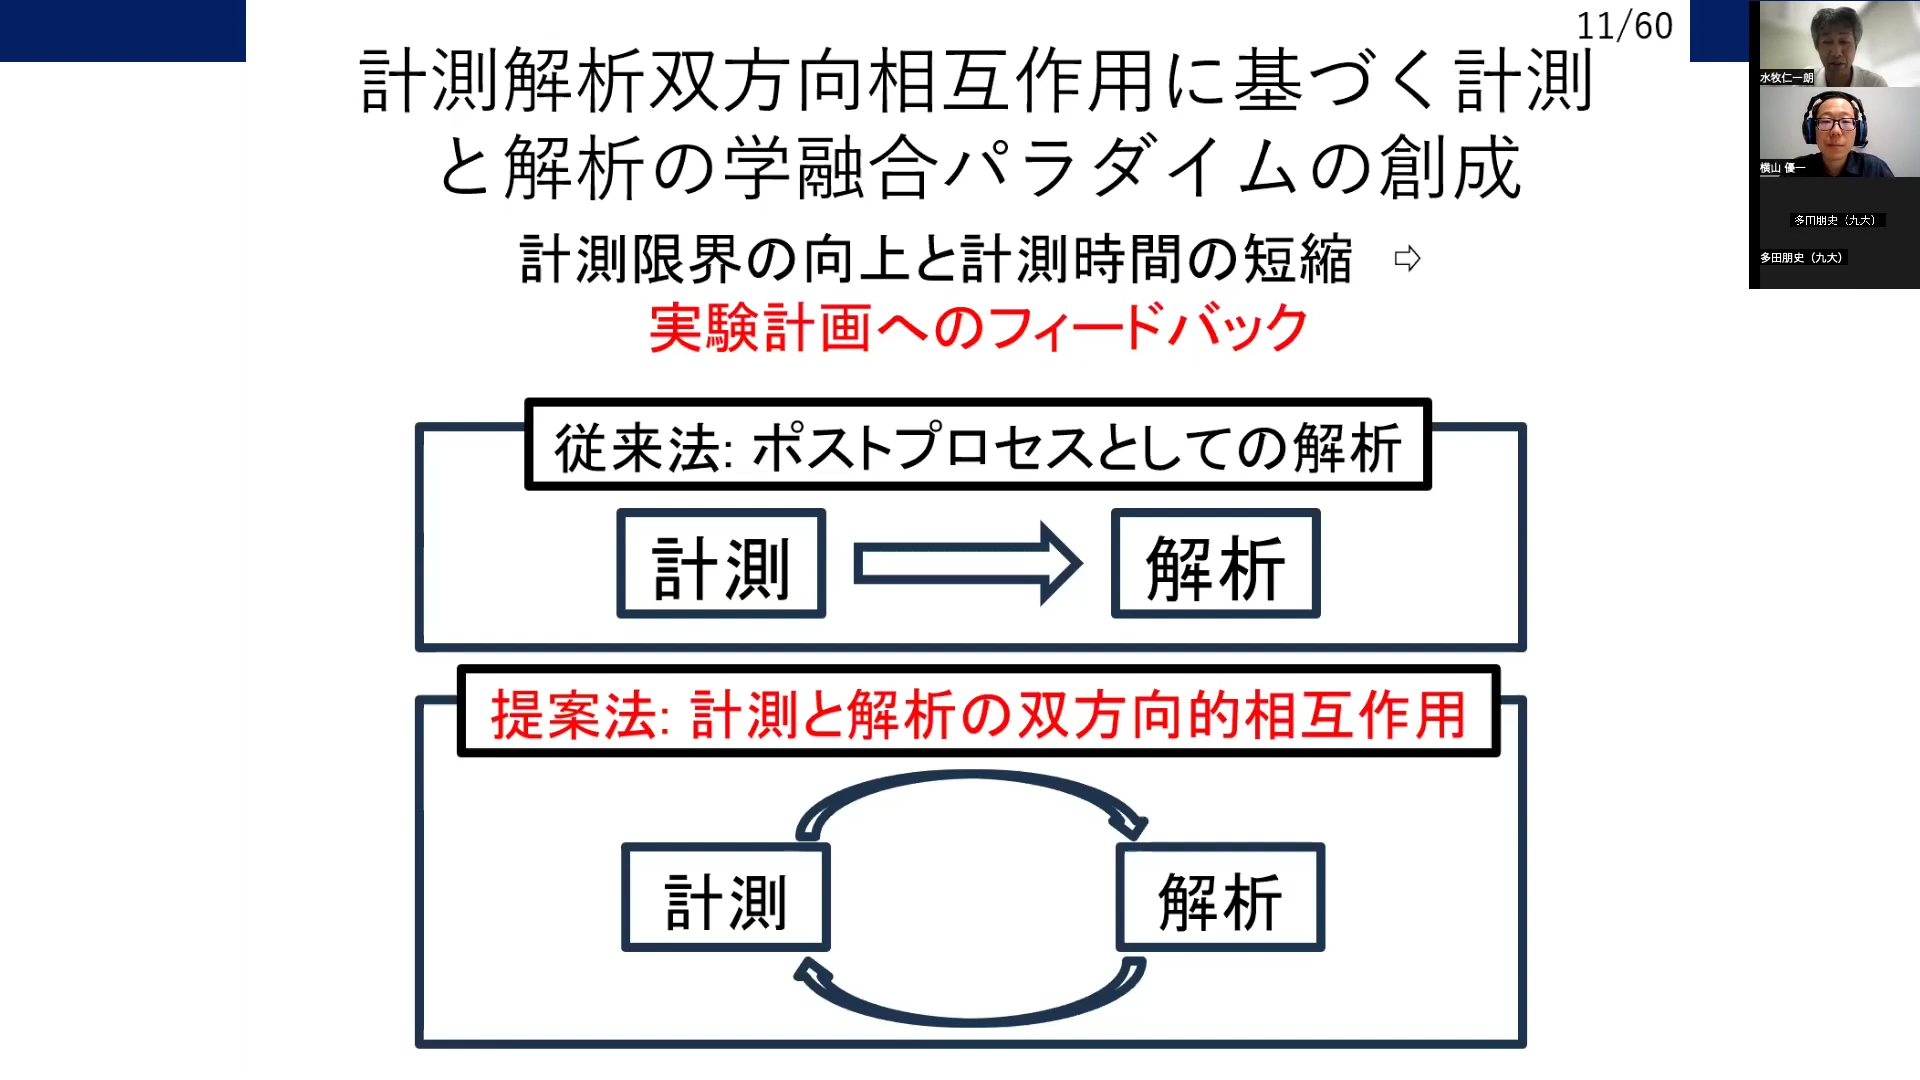 11/60
計測解析双方向相互作用に基づく計測
と解析の学融合パラダイムの創成
計測限界の向上と計測時間の短縮 ⇨
実験計画へのフィードバック
従来法: ポストプロセスとしての解析
計測
解析
提案法: 計測と解析の双方向的相互作用
計測
解析
水牧仁一朗
横山 優一
多田朋史（九大）
多田朋史（九大）